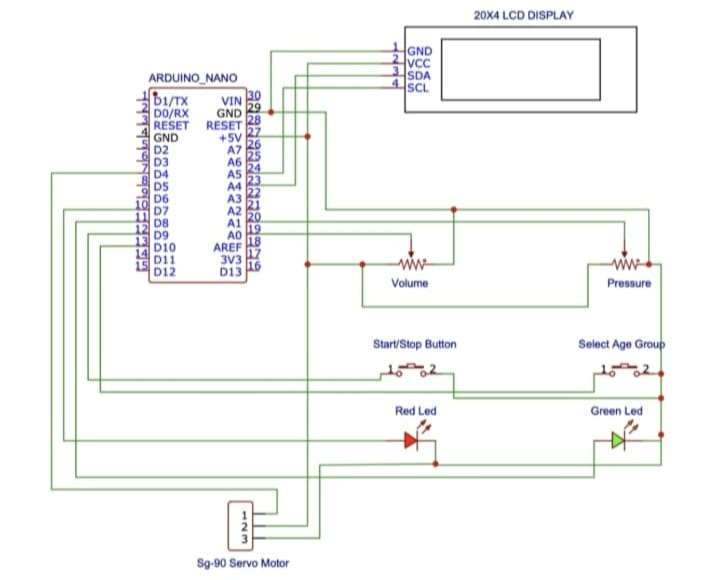 20X4 LCD DISPLAY
1 GND
2 VCC
3 SDA
4 SCL
ARDUINO_NANO
1 D1/TX VIN 30
2 D0/RX GND 29
3 RESET RESET 28
4 GND +5V 27
5 D2 A7 26
6 D3 A6 25
7 D4 A5 24
8 D5 A4 23
9 D6 A3 22
10 D7 A2 21
11 D8 A1 20
12 D9 A0 19
13 D10 AREF 18
14 D11 3V3 17
15 D12 D13 16
Volume Pressure
Start/Stop Button Select Age Group
1 2 1 2
Red Led Green Led
1
2
3
Sg-90 Servo Motor